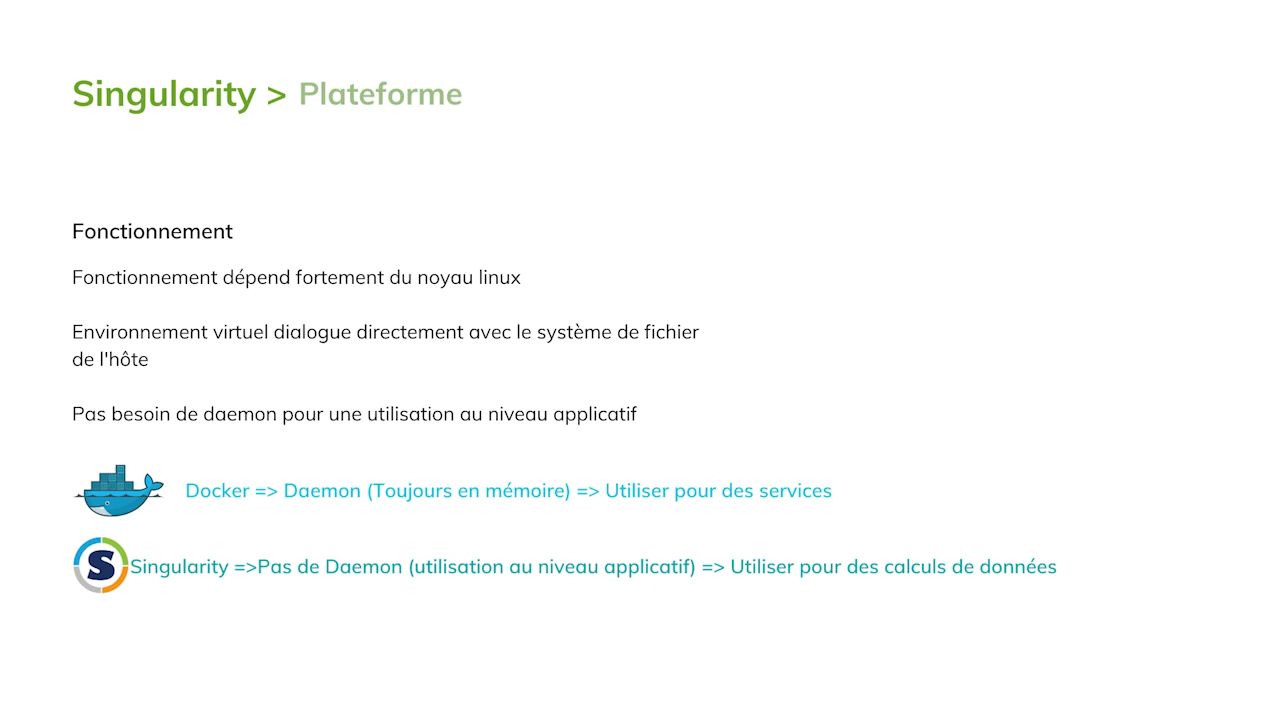 Singularity > Plateforme
Fonctionnement
Fonctionnement dépend fortement du noyau linux
Environnement virtuel dialogue directement avec le système de fichier
de l'hôte
Pas besoin de daemon pour une utilisation au niveau applicatif
Docker => Daemon (Toujours en mémoire) => Utiliser pour des services
S
Singularity =>Pas de Daemon (utilisation au niveau applicatif) => Utiliser pour des calculs de données